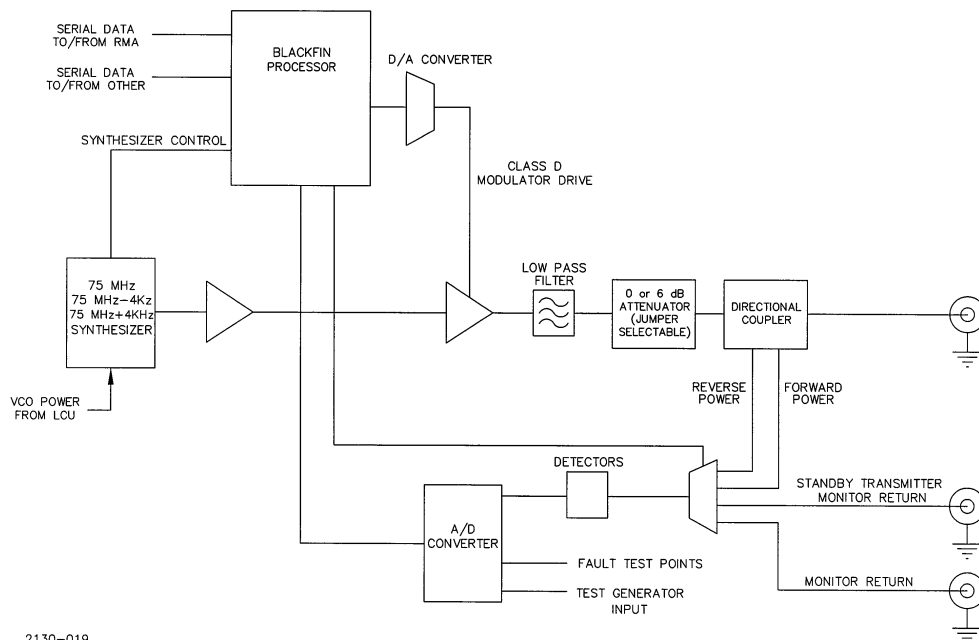 SERIAL DATA
TO/FROM RMA
SERIAL DATA
TO/FROM OTHER
SYNTHESIZER CONTROL
BLACKFIN
PROCESSOR
D/A CONVERTER
CLASS D
MODULATOR DRIVE
75 MHz
75 MHz-4Kz
75 MHz+4KHz
SYNTHESIZER
VCO POWER
FROM LCU
LOW PASS
FILTER
0 or 6 dB
ATTENUATOR
(JUMPER
SELECTABLE)
DIRECTIONAL
COUPLER
REVERSE
POWER
FORWARD
POWER
DETECTORS
STANDBY TRANSMITTER
MONITOR RETURN
A/D
CONVERTER
FAULT TEST POINTS
TEST GENERATOR
INPUT
MONITOR RETURN
2130-019